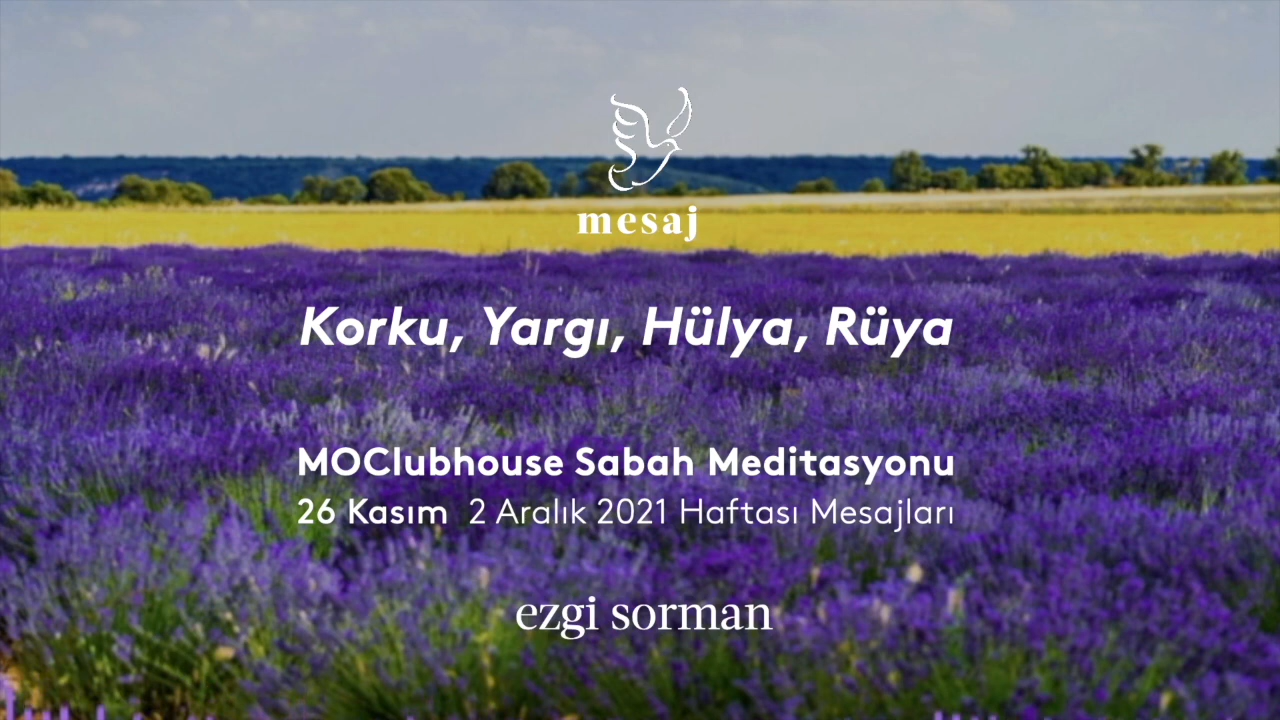 mesaj
Korku, Yargı, Hülya, Rüya
MOClubhouse Sabah Meditasyonu
26 Kasım 2 Aralık 2021 Haftası Mesajları
ezgi sorman